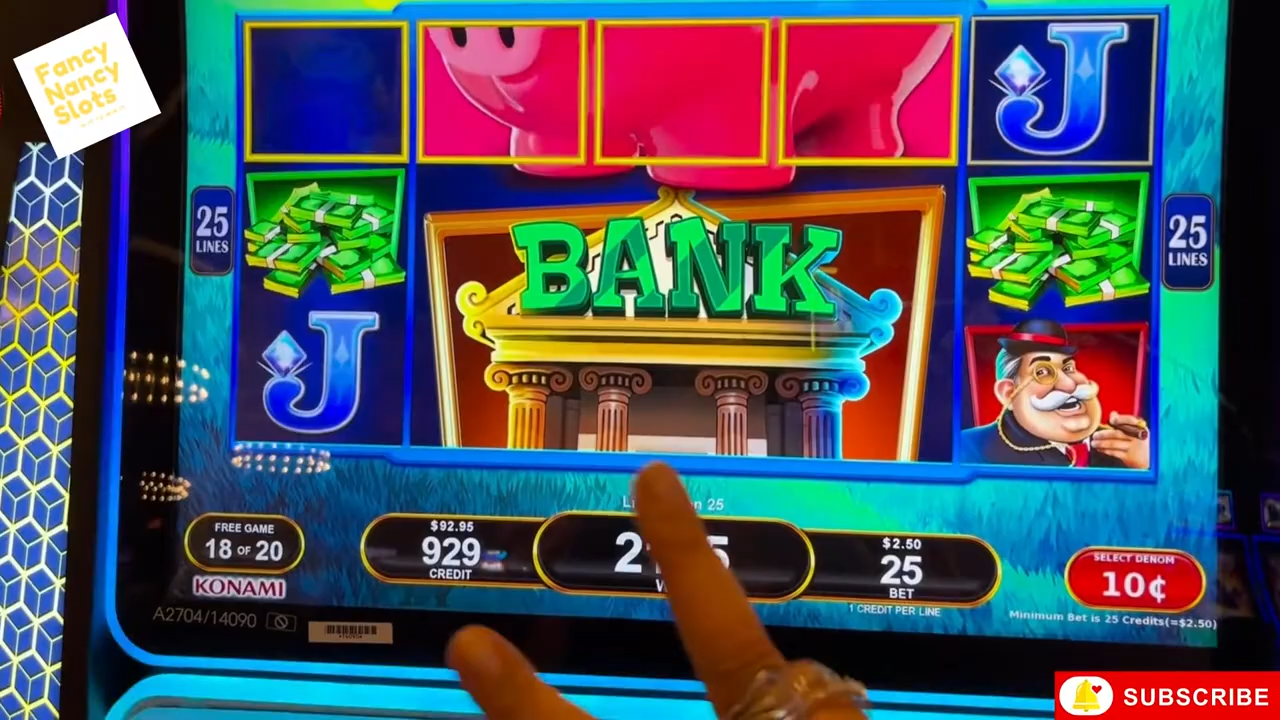 Fancy
Nancy
Slots
J
25
LINES
BANK
25
LINES
J
25
FREE GAME
18 OF 20
KONAMI
$92.95
929
CREDIT
$2.50
25
BET
1 CREDIT PER LINE
SELECT DENOM
10¢
Minimum Bet is 25 Credits(=$2.50)
A2704/14090
SUBSCRIBE